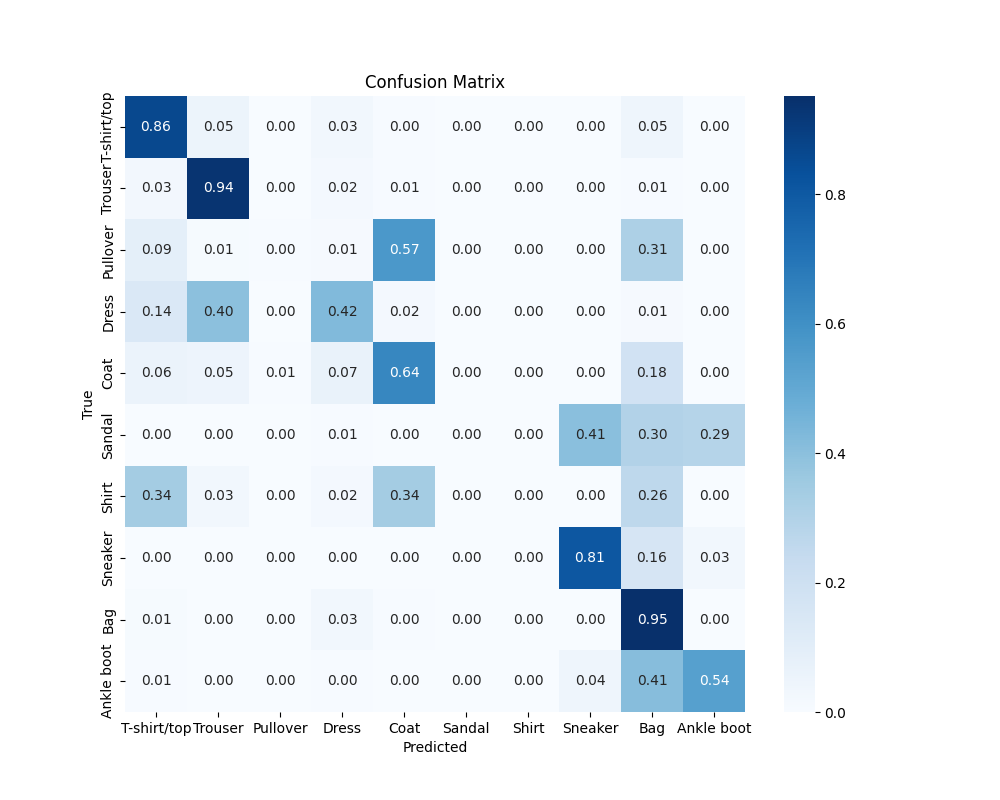 Confusion Matrix
T-shirt/top 0.86 0.05 0.00 0.03 0.00 0.00 0.00 0.00 0.05 0.00
Trouser 0.03 0.94 0.00 0.02 0.01 0.00 0.00 0.00 0.01 0.00
Pullover 0.09 0.01 0.00 0.01 0.57 0.00 0.00 0.00 0.31 0.00
Dress 0.14 0.40 0.00 0.42 0.02 0.00 0.00 0.00 0.01 0.00
Coat 0.06 0.05 0.01 0.07 0.64 0.00 0.00 0.00 0.18 0.00
Sandal 0.00 0.00 0.00 0.01 0.00 0.00 0.00 0.41 0.30 0.29
Shirt 0.34 0.03 0.00 0.02 0.34 0.00 0.00 0.00 0.26 0.00
Sneaker 0.00 0.00 0.00 0.00 0.00 0.00 0.00 0.81 0.16 0.03
Bag 0.01 0.00 0.00 0.03 0.00 0.00 0.00 0.00 0.95 0.00
Ankle boot 0.01 0.00 0.00 0.00 0.00 0.00 0.00 0.04 0.41 0.54
True
T-shirt/top Trouser Pullover Dress Coat Sandal Shirt Sneaker Bag Ankle boot
Predicted
0.8
0.6
0.4
0.2
0.0